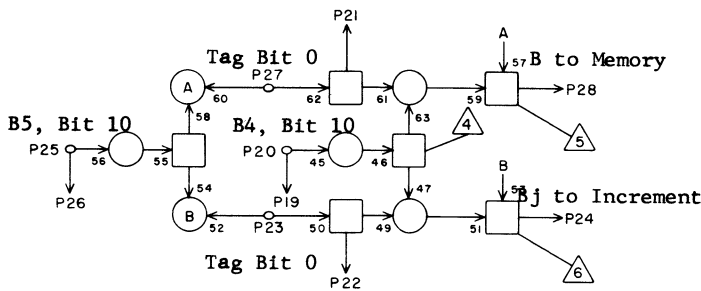 P21
Tag Bit 0
A
P27
57 B to Memory
A
60
62
61
59
P28
58
63
B5, Bit 10
B4, Bit 10
4
5
P25
56
55
P20
45
46
P26
54
P19
47
B
53
Bj to Increment
B
52
P23
50
49
51
P24
Tag Bit 0
P22
6